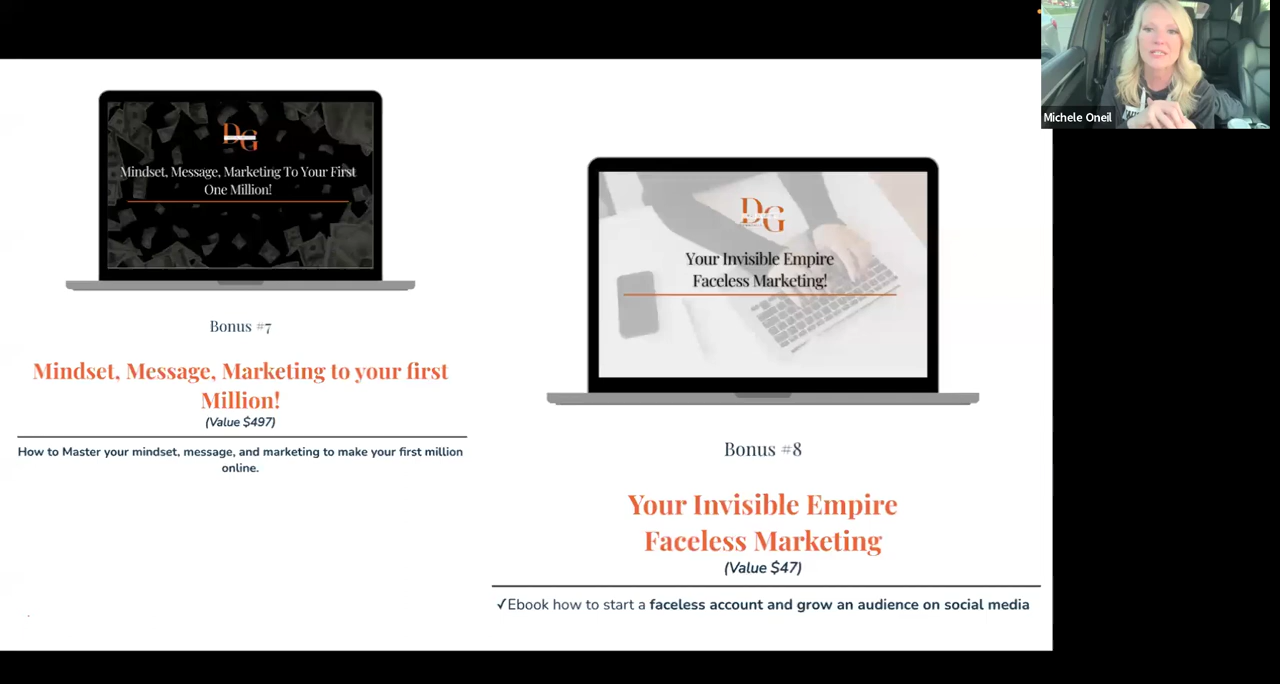 Michele Oneil
DG
Mindset, Message, Marketing To Your First
One Million!
Bonus #7
Mindset, Message, Marketing to your first
Million!
(Value $497)
How to Master your mindset, message, and marketing to make your first million
online.
DG
Your Invisible Empire
Faceless Marketing!
Bonus #8
Your Invisible Empire
Faceless Marketing
(Value $47)
✓Ebook how to start a faceless account and grow an audience on social media